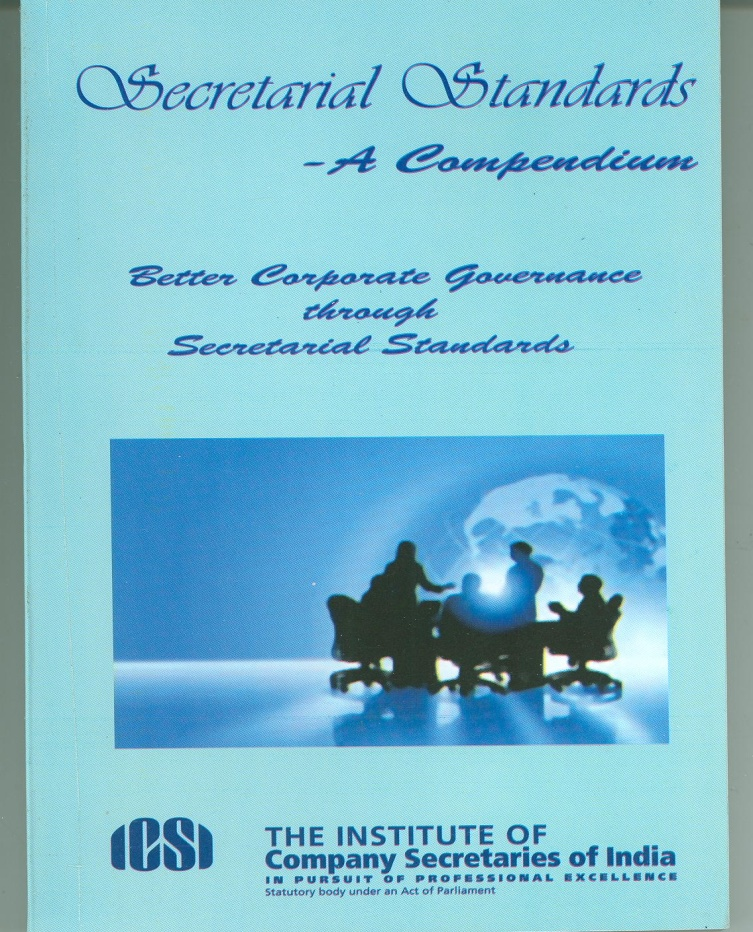 Secretarial Standards
-A Compendium
Better Corporate Governance
through
Secretarial Standards
ICSI
THE INSTITUTE OF
Company Secretaries of India
IN PURSUIT OF PROFESSIONAL EXCELLENCE
Statutory body under an Act of Parliament